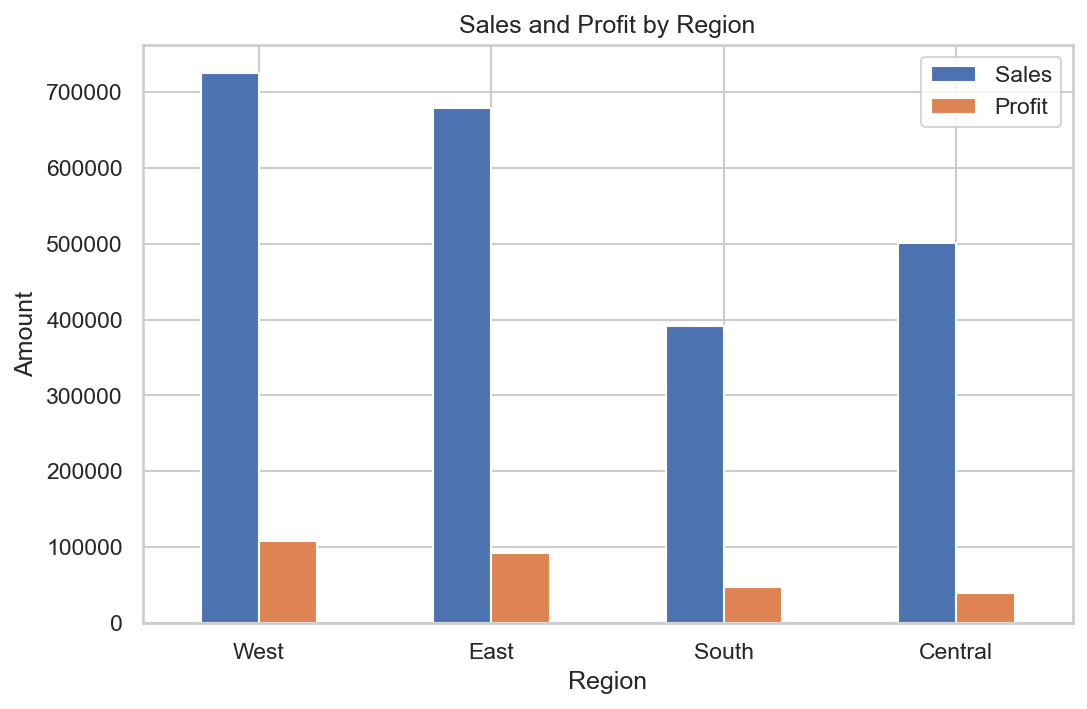 Sales and Profit by Region
Sales
Profit
Amount
700000
600000
500000
400000
300000
200000
100000
0
West East South Central
Region